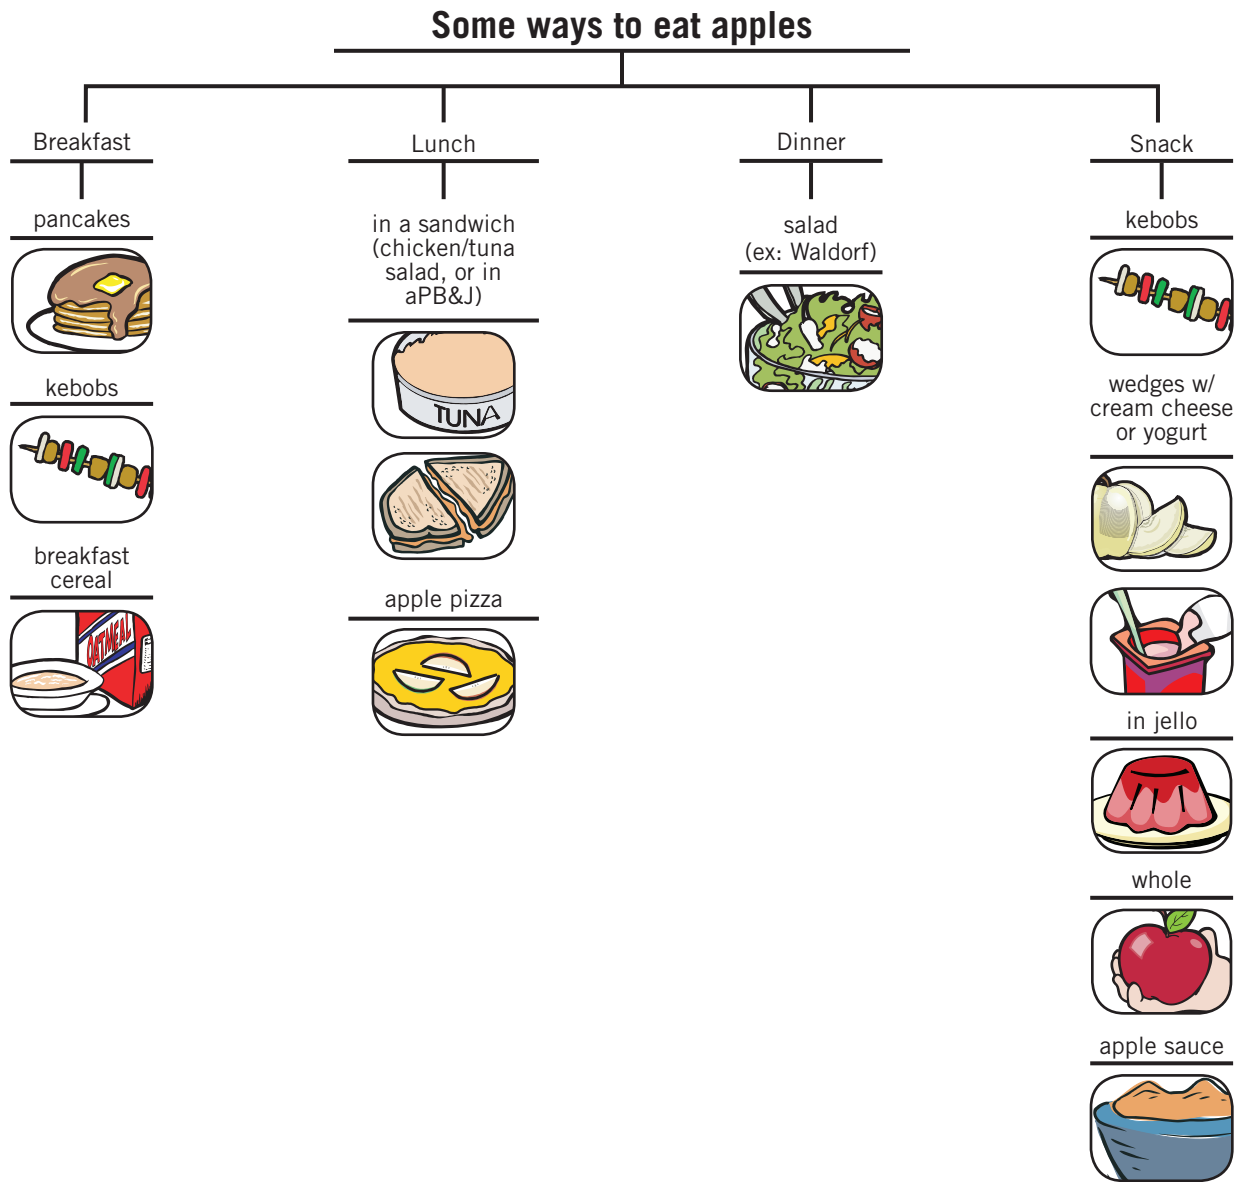 Some ways to eat apples
Breakfast
pancakes
kebobs
breakfast
cereal
OATMEAL
Lunch
in a sandwich
(chicken/tuna
salad, or in
aPB&J)
TUNA
apple pizza
Dinner
salad
(ex: Waldorf)
Snack
kebobs
wedges w/
cream cheese
or yogurt
in jello
whole
apple sauce